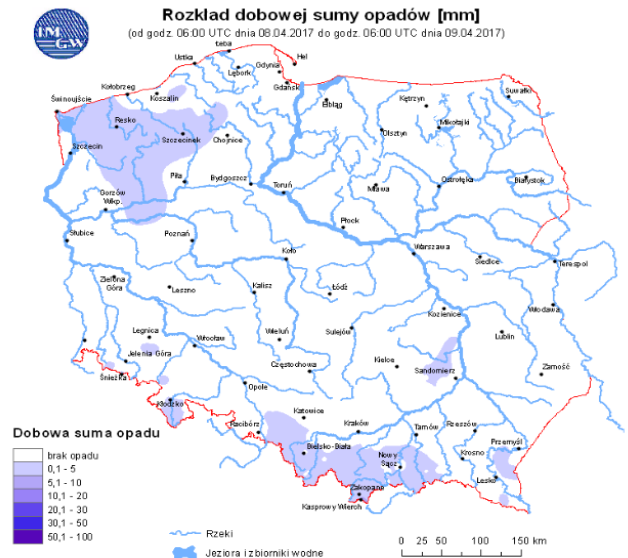 IM
GW
Rozkład dobowej sumy opadów [mm]
(od godz. 06:00 UTC dnia 08.04.2017 do godz. 06:00 UTC dnia 09.04.2017)
Łeba
Hel
Ustka
Gdynia
Lębork
Gdańsk
Kołobrzeg
Koszalin
Świnoujście
Elbląg
Kętrzyn
Suwałki
Resko
Szczecinek
Chojnice
Olsztyn
Mikołajki
Szczecin
Piła
Bydgoszcz
Toruń
Mława
Ostrołęka
Białystok
Gorzów
Wlkp.
Płock
Słubice
Poznań
Koło
Warszawa
Siedlce
Terespol
Zielona
Góra
Leszno
Kalisz
Łódź
Kozienice
Włodawa
Legnica
Wrocław
Wieluń
Sulejów
Lublin
Jelenia Góra
Częstochowa
Kielce
Sandomierz
Zamość
Śnieżka
Opole
Kłodzko
Katowice
Racibórz
Kraków
Tarnów
Rzeszów
Przemyśl
Bielsko-Biała
Nowy
Sącz
Krosno
Lesko
Zakopane
Kasprowy Wierch
Dobowa suma opadu
brak opadu
0,1 - 5
5,1 - 10
10,1 - 20
20,1 - 30
30,1 - 50
50,1 - 100
Rzeki
Jeziora i zbiorniki wodne
0 25 50 100 150 km